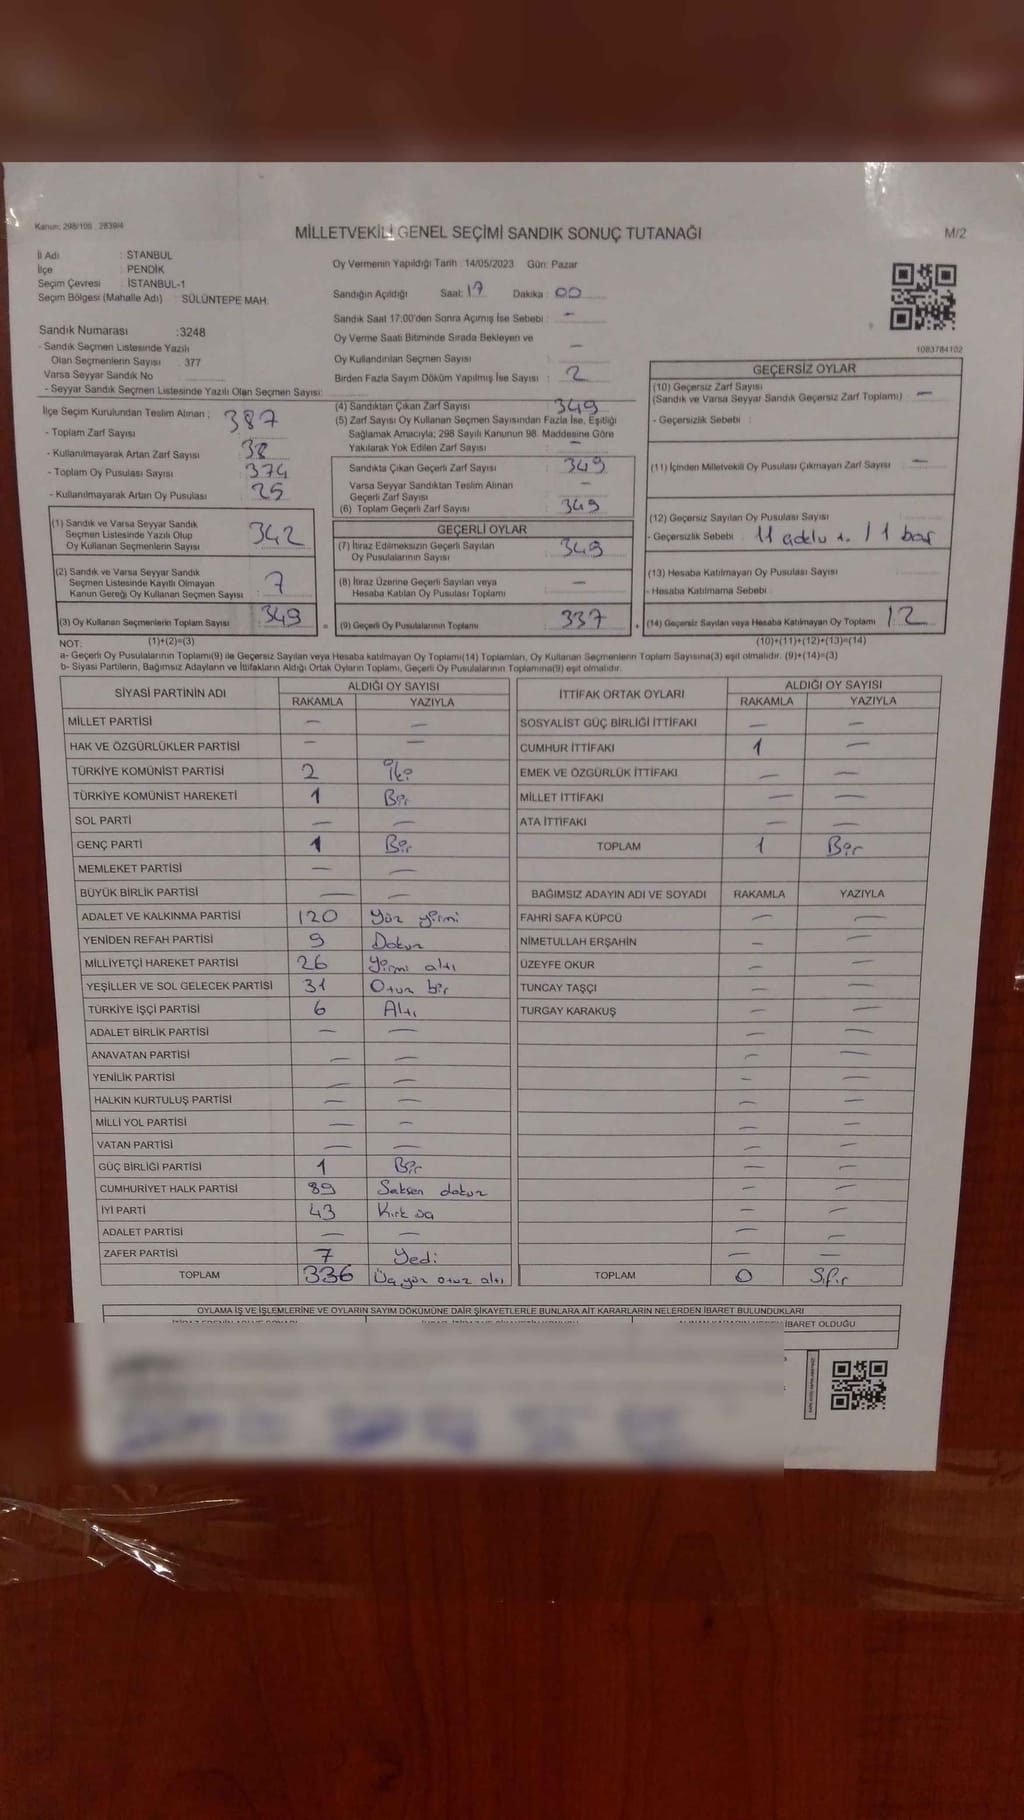 Kanun: 298/105 , 2839/4
MİLLETVEKİLİ GENEL SEÇİMİ SANDIK SONUÇ TUTANAĞI
M/2
İl Adı : STANBUL
İlçe : PENDİK
Seçim Çevresi : İSTANBUL-1
Seçim Bölgesi (Mahalle Adı) : SÜLÜNTEPE MAH.
Sandık Numarası :3248
- Sandık Seçmen Listesinde Yazılı
Olan Seçmenlerin Sayısı : 377
Varsa Seyyar Sandık No
- Seyyar Sandık Seçmen Listesinde Yazılı Olan Seçmen Sayısı:
Oy Vermenin Yapıldığı Tarih : 14/05/2023 Gün: Pazar
Sandığın Açıldığı Saat: 17 Dakika : 00
Sandık Saat 17:00'den Sonra Açımış İse Sebebi : -
Oy Verme Saati Bitiminde Sırada Bekleyen ve
Oy Kullandırılan Seçmen Sayısı : -
Birden Fazla Sayım Döküm Yapılmış İse Sayısı : 2
1083784102
İlçe Seçim Kurulundan Teslim Alınan ;
- Toplam Zarf Sayısı : 387
- Kullanılmayarak Artan Zarf Sayısı : 38
- Toplam Oy Pusulası Sayısı : 374
- Kullanılmayarak Artan Oy Pusulası : 25
(1) Sandık ve Varsa Seyyar Sandık
Seçmen Listesinde Yazılı Olup
Oy Kullanan Seçmenlerin Sayısı : 342
(2) Sandık ve Varsa Seyyar Sandık
Seçmen Listesinde Kayıtlı Olmayan
Kanun Gereği Oy Kullanan Seçmen Sayısı : 7
(3) Oy Kullanan Seçmenlerin Toplam Sayısı : 349
(4) Sandıktan Çıkan Zarf Sayısı : 349
(5) Zarf Sayısı Oy Kullanan Seçmen Sayısından Fazla İse, Eşitliği
Sağlamak Amacıyla; 298 Sayılı Kanunun 98. Maddesine Göre
Yakılarak Yok Edilen Zarf Sayısı : -
Sandıkta Çıkan Geçerli Zarf Sayısı : 349
Varsa Seyyar Sandıktan Teslim Alınan
Geçerli Zarf Sayısı : -
(6) Toplam Geçerli Zarf Sayısı : 349
GEÇERLİ OYLAR
(7) İtiraz Edilmeksizin Geçerli Sayılan
Oy Pusulalarının Sayısı : 349
(8) İtiraz Üzerine Geçerli Sayılan veya
Hesaba Katılan Oy Pusulası Toplamı : -
= (9) Geçerli Oy Pusulalarının Toplamı : 337 +
GEÇERSİZ OYLAR
(10) Geçersiz Zarf Sayısı
(Sandık ve Varsa Seyyar Sandık Geçersiz Zarf Toplamı) : -
- Geçersizlik Sebebi :
(11) İçinden Milletvekili Oy Pusulası Çıkmayan Zarf Sayısı : -
(12) Geçersiz Sayılan Oy Pusulası Sayısı
- Geçersizlik Sebebi : 11
(13) Hesaba Katılmayan Oy Pusulası Sayısı
- Hesaba Katılmama Sebebi
(14) Geçersiz Sayılan veya Hesaba Katılmayan Oy Toplamı : 12
NOT: (1)+(2)=(3) (10)+(11)+(12)+(13)=(14)
a- Geçerli Oy Pusulalarının Toplamı(9) ile Geçersiz Sayılan veya Hesaba katılmayan Oy Toplamı(14) Toplamları, Oy Kullanan Seçmenlerin Toplam Sayısına(3) eşit olmalıdır. (9)+(14)=(3)
b- Siyasi Partilerin, Bağımsız Adayların ve İttifakların Aldığı Ortak Oyların Toplamı, Geçerli Oy Pusulalarının Toplamına(9) eşit olmalıdır.
SİYASİ PARTİNİN ADI ALDIĞI OY SAYISI
RAKAMLA YAZIYLA
MİLLET PARTİSİ - -
HAK VE ÖZGÜRLÜKLER PARTİSİ - -
TÜRKİYE KOMÜNİST PARTİSİ 2 İki
TÜRKİYE KOMÜNİST HAREKETİ 1 Bir
SOL PARTİ - -
GENÇ PARTİ 1 Bir
MEMLEKET PARTİSİ - -
BÜYÜK BİRLİK PARTİSİ - -
ADALET VE KALKINMA PARTİSİ 120 Yüz yirmi
YENİDEN REFAH PARTİSİ 9 Dokuz
MİLLİYETÇİ HAREKET PARTİSİ 26 Yirmi altı
YEŞİLLER VE SOL GELECEK PARTİSİ 31 Otuz bir
TÜRKİYE İŞÇİ PARTİSİ 6 Altı
ADALET BİRLİK PARTİSİ - -
ANAVATAN PARTİSİ - -
YENİLİK PARTİSİ - -
HALKIN KURTULUŞ PARTİSİ - -
MİLLİ YOL PARTİSİ - -
VATAN PARTİSİ - -
GÜÇ BİRLİĞİ PARTİSİ 1 Bir
CUMHURİYET HALK PARTİSİ 89 Seksen dokuz
İYİ PARTİ 43 Kırk üç
ADALET PARTİSİ - -
ZAFER PARTİSİ 7 Yedi
TOPLAM 336 Üç yüz otuz altı
İTTİFAK ORTAK OYLARI ALDIĞI OY SAYISI
RAKAMLA YAZIYLA
SOSYALİST GÜÇ BİRLİĞİ İTTİFAKI - -
CUMHUR İTTİFAKI 1 -
EMEK VE ÖZGÜRLÜK İTTİFAKI - -
MİLLET İTTİFAKI - -
ATA İTTİFAKI - -
TOPLAM 1 Bir
BAĞIMSIZ ADAYIN ADI VE SOYADI RAKAMLA YAZIYLA
FAHRİ SAFA KÜPCÜ - -
NİMETULLAH ERŞAHİN - -
ÜZEYFE OKUR - -
TUNCAY TAŞÇI - -
TURGAY KARAKUŞ - -
- -
- -
- -
- -
- -
- -
- -
- -
- -
- -
- -
TOPLAM 0 Sıfır
OYLAMA İŞ VE İŞLEMLERİNE VE OYLARIN SAYIM DÖKÜMÜNE DAİR ŞİKAYETLERLE BUNLARA AİT KARARLARIN NELERDEN İBARET BULUNDUKLARI
İBARET OLDUĞU